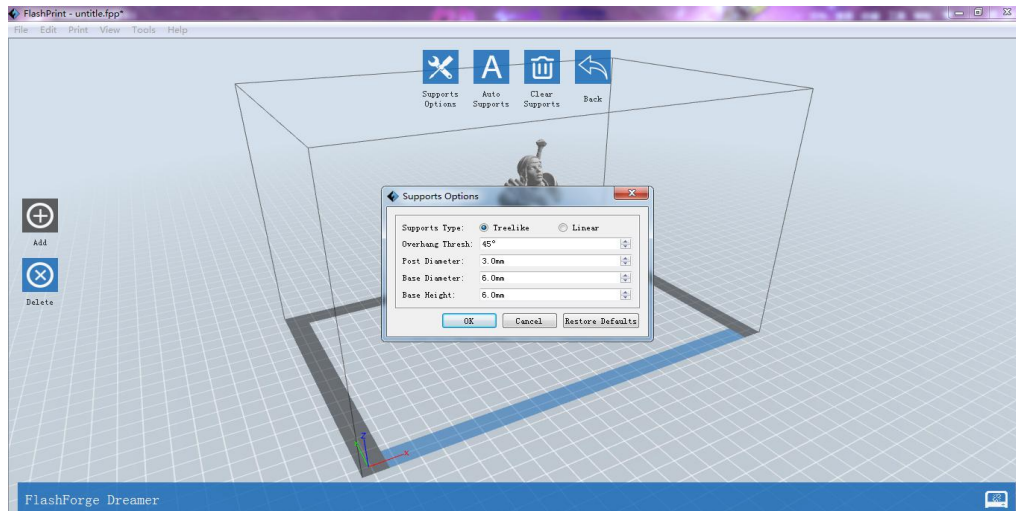 FlashPrint - untitle.fpp*
File Edit Print View Tools Help
A
Supports Options
Auto Supports
Clear Supports
Back
Add
Delete
Supports Options
Supports Type: Treelike Linear
Overhang Thresh: 45°
Post Diameter: 3.0mm
Base Diameter: 6.0mm
Base Height: 6.0mm
OK Cancel Restore Defaults
Z
X
FlashForge Dreamer